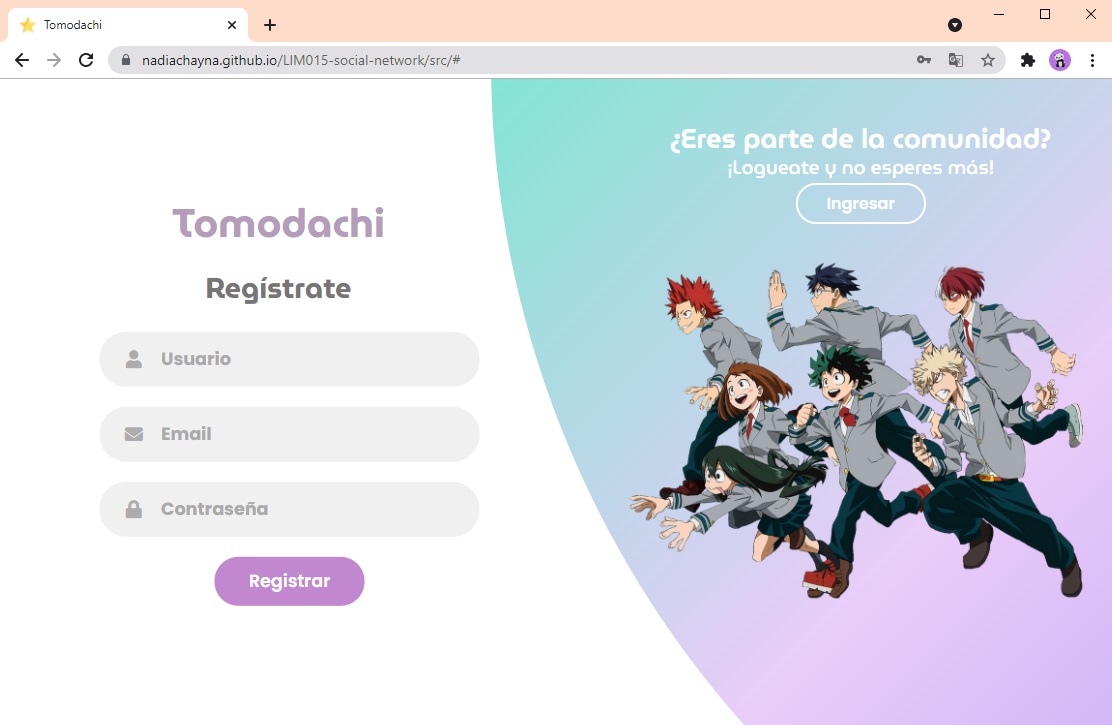 Tomodachi
nadiachayna.github.io/LIM015-social-network/src/#
¿Eres parte de la comunidad?
¡Logueate y no esperes más!
Ingresar
Tomodachi
Regístrate
Usuario
Email
Contraseña
Registrar